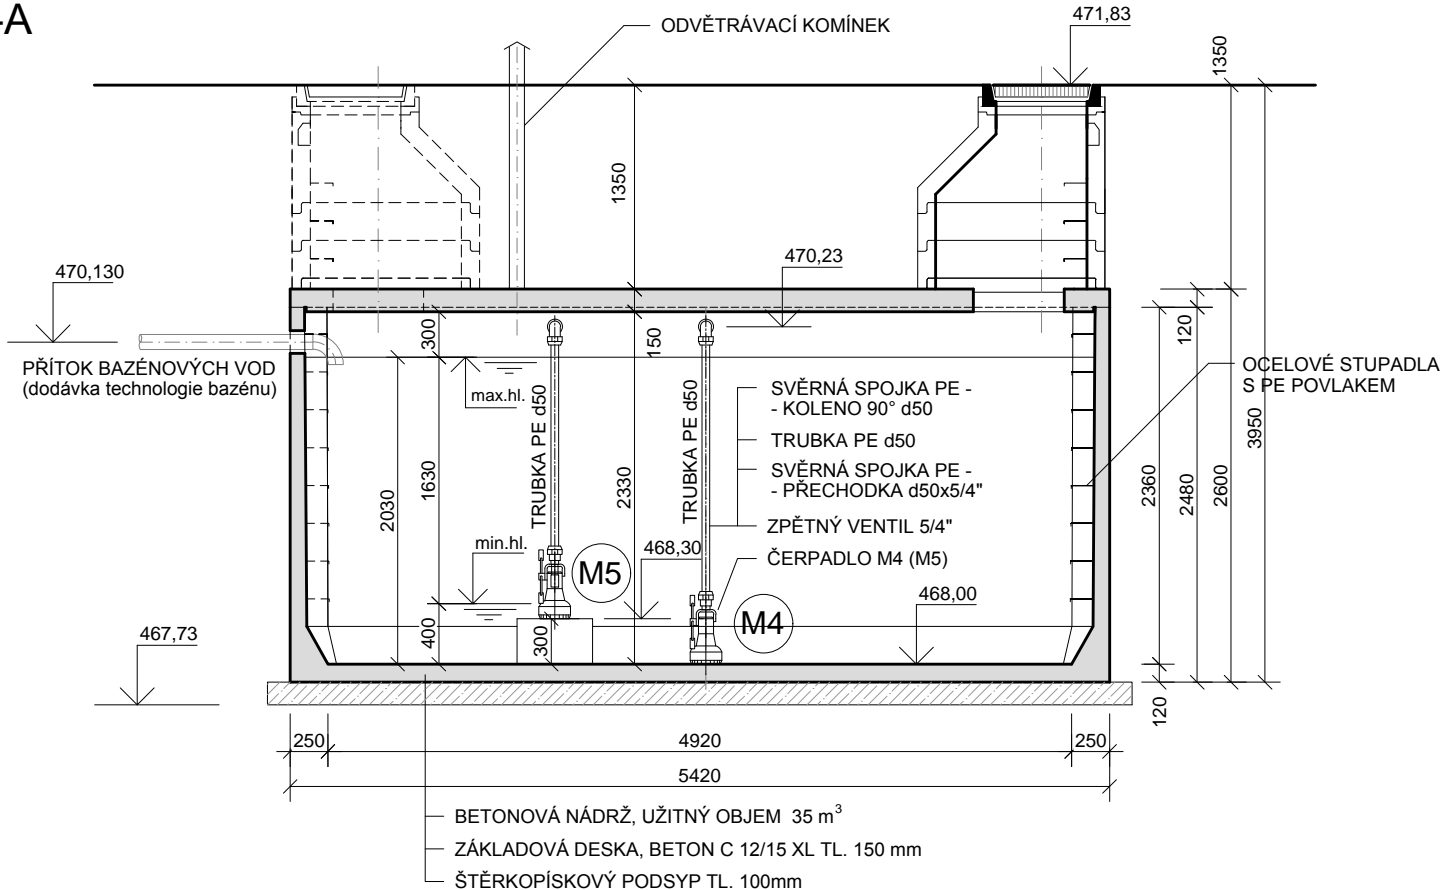 -A
ODVĚTRÁVACÍ KOMÍNEK
471,83
1350
1350
470,130
470,23
PŘÍTOK BAZÉNOVÝCH VOD
(dodávka technologie bazénu)
300
150
120
max.hl.
OCELOVÉ STUPADLA
S PE POVLAKEM
TRUBKA PE d50
TRUBKA PE d50
SVĚRNÁ SPOJKA PE -
- KOLENO 90° d50
TRUBKA PE d50
SVĚRNÁ SPOJKA PE -
- PŘECHODKA d50x5/4"
ZPĚTNÝ VENTIL 5/4"
ČERPADLO M4 (M5)
2030
1630
2330
2360
2480
2600
3950
min.hl.
468,30
M5
468,00
M4
467,73
400
300
120
250
4920
250
5420
BETONOVÁ NÁDRŽ, UŽITNÝ OBJEM 35 m³
ZÁKLADOVÁ DESKA, BETON C 12/15 XL TL. 150 mm
ŠTĚRKOPÍSKOVÝ PODSYP TL. 100mm